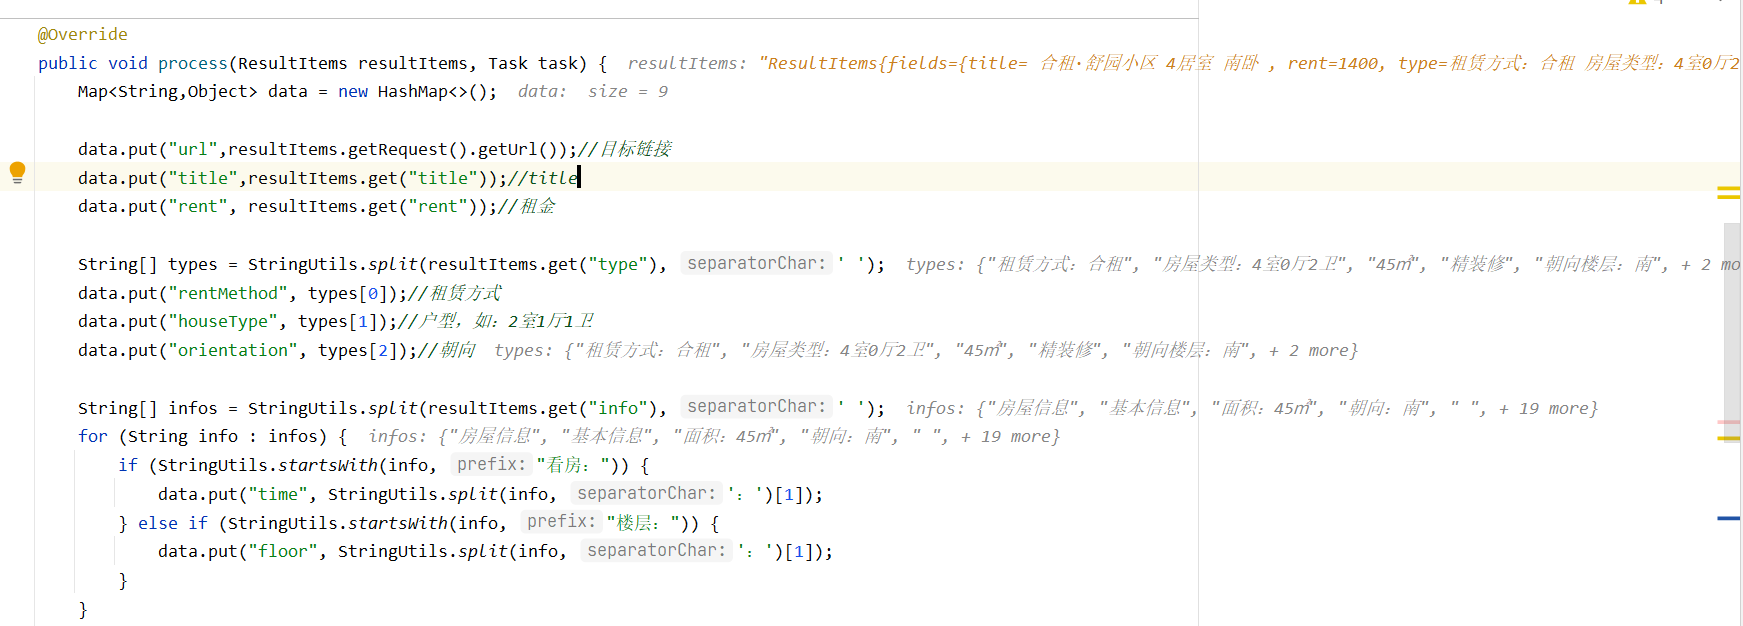 @Override
public void process(ResultItems resultItems, Task task) {  resultItems: "ResultItems{fields={title= 合租·舒园小区 4居室 南卧 , rent=1400, type=租赁方式：合租 房屋类型：4室0厅2
Map<String,Object> data = new HashMap<>();  data:  size = 9
data.put("url",resultItems.getRequest().getUrl());//目标链接
data.put("title",resultItems.get("title"));//title
data.put("rent", resultItems.get("rent"));//租金
String[] types = StringUtils.split(resultItems.get("type"), separatorChar: ' ');  types: {"租赁方式：合租", "房屋类型：4室0厅2卫", "45㎡", "精装修", "朝向楼层：南", + 2 mo
data.put("rentMethod", types[0]);//租赁方式
data.put("houseType", types[1]);//户型，如：2室1厅1卫
data.put("orientation", types[2]);//朝向  types: {"租赁方式：合租", "房屋类型：4室0厅2卫", "45㎡", "精装修", "朝向楼层：南", + 2 more}
String[] infos = StringUtils.split(resultItems.get("info"), separatorChar: ' ');  infos: {"房屋信息", "基本信息", "面积：45㎡", "朝向：南", " ", + 19 more}
for (String info : infos) {  infos: {"房屋信息", "基本信息", "面积：45㎡", "朝向：南", " ", + 19 more}
if (StringUtils.startsWith(info, prefix: "看房：")) {
data.put("time", StringUtils.split(info, separatorChar: '：')[1]);
} else if (StringUtils.startsWith(info, prefix: "楼层：")) {
data.put("floor", StringUtils.split(info, separatorChar: '：')[1]);
}
}